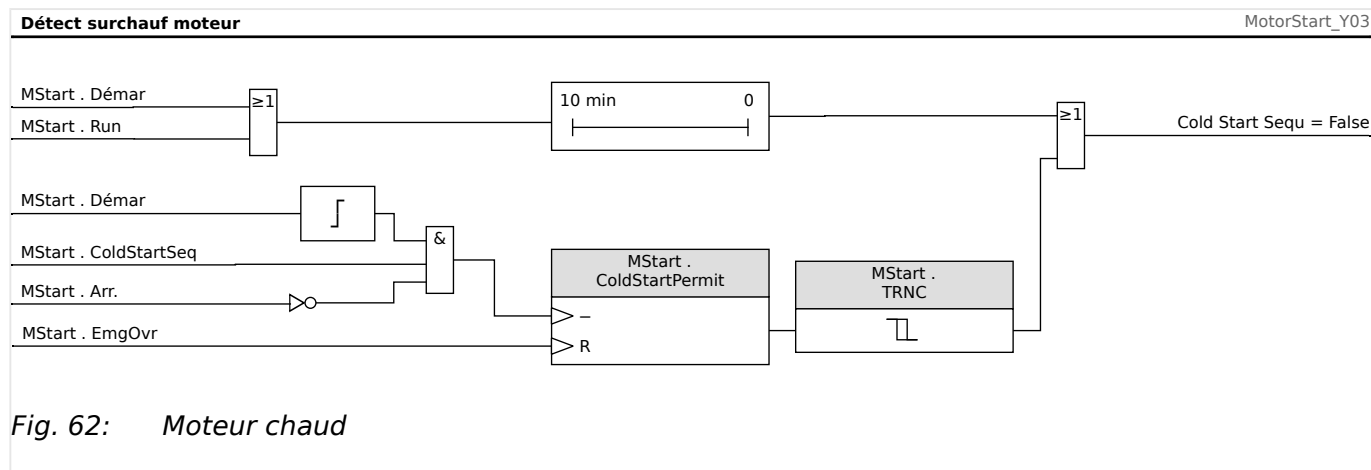 Détect surchauf moteur
MotorStart_Y03
MStart . Démar
MStart . Run
≥1
10 min
0
≥1
Cold Start Sequ = False
MStart . Démar
MStart . ColdStartSeq
MStart . Arr.
MStart . EmgOvr
&
MStart .
ColdStartPermit
−
R
MStart .
TRNC
Fig. 62: Moteur chaud